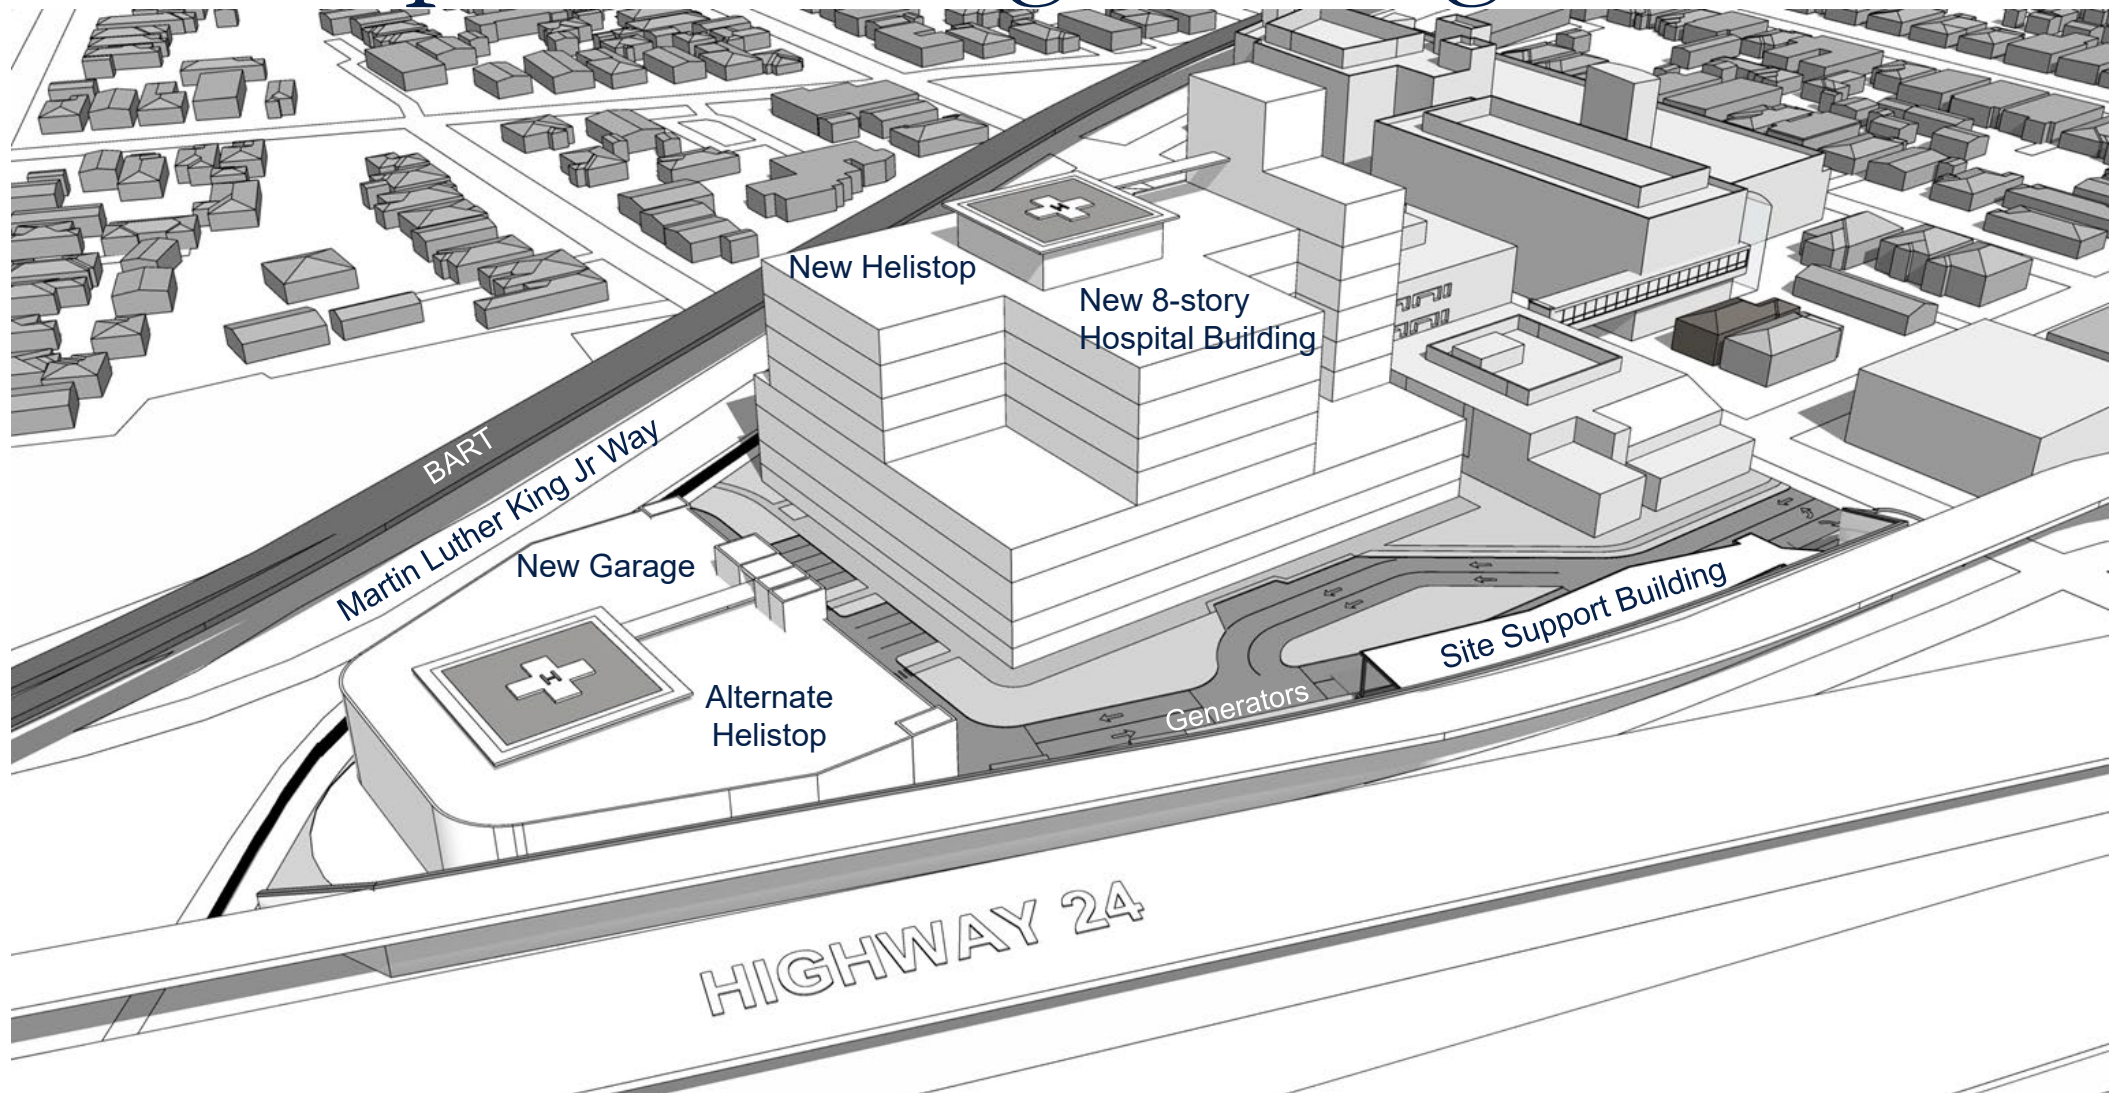 New Helistop
New 8-story
Hospital Building
BART
Martin Luther King Jr Way
New Garage
Site Support Building
Alternate
Helistop
Generators
HIGHWAY 24
H
H